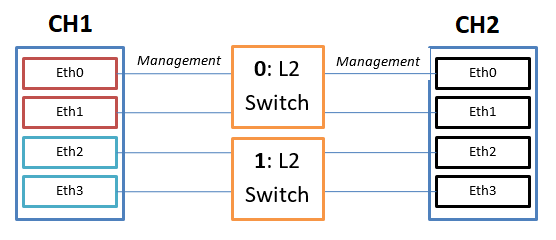 CH1
CH2
Management
Management
Eth0
Eth1
Eth2
Eth3
0: L2
Switch
1: L2
Switch
Eth0
Eth1
Eth2
Eth3